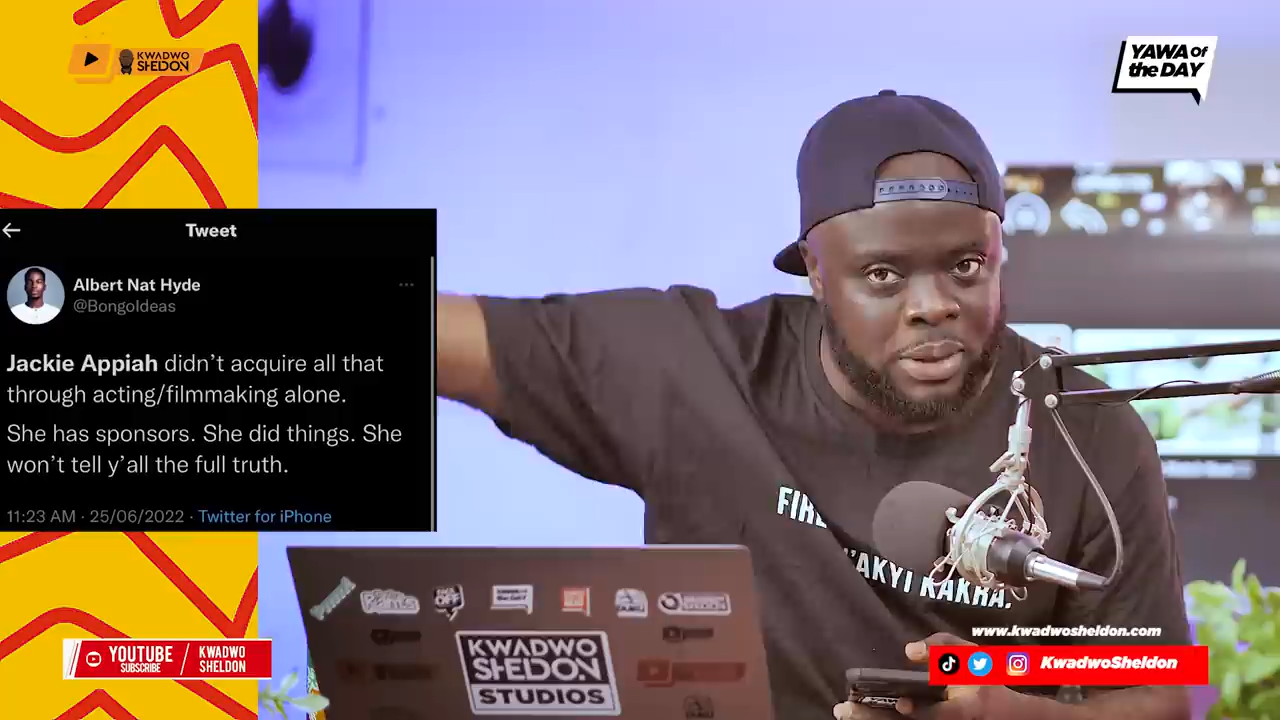 KWADWO
SHELDON
YAWA of
the DAY
Tweet
Albert Nat Hyde
@BongoIdeas
Jackie Appiah didn't acquire all that
through acting/filmmaking alone.
She has sponsors. She did things. She
won't tell y'all the full truth.
11:23 AM · 25/06/2022 · Twitter for iPhone
AKYI KAKRA.
KWADWO
SHELDON
STUDIOS
YOUTUBE
SUBSCRIBE
KWADWO
SHELDON
www.kwadwosheldon.com
KwadwoSheldon